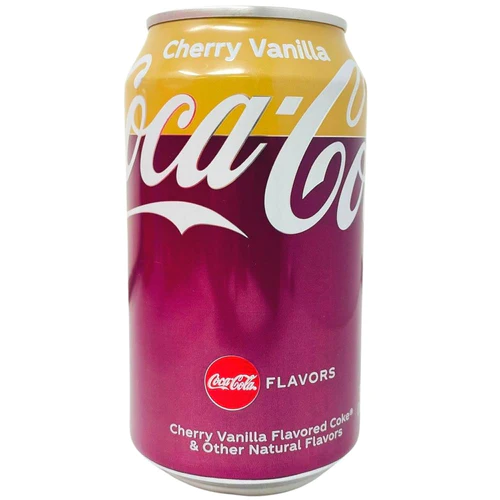 Cherry Vanilla
Coca-Co
Coca-Cola FLAVORS
Cherry Vanilla Flavored Coke®
& Other Natural Flavors